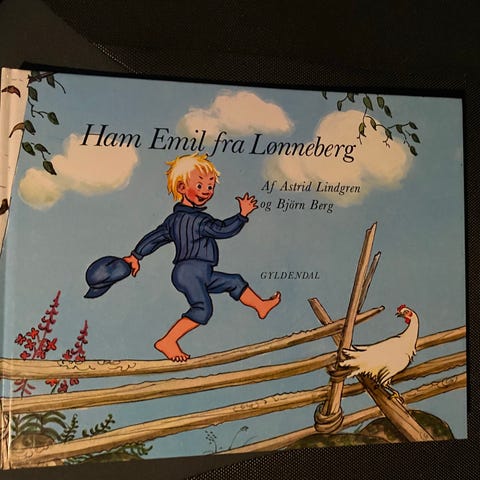 Ham Emil fra Lønneberg
Af Astrid Lindgren
og Björn Berg
GYLDENDAL